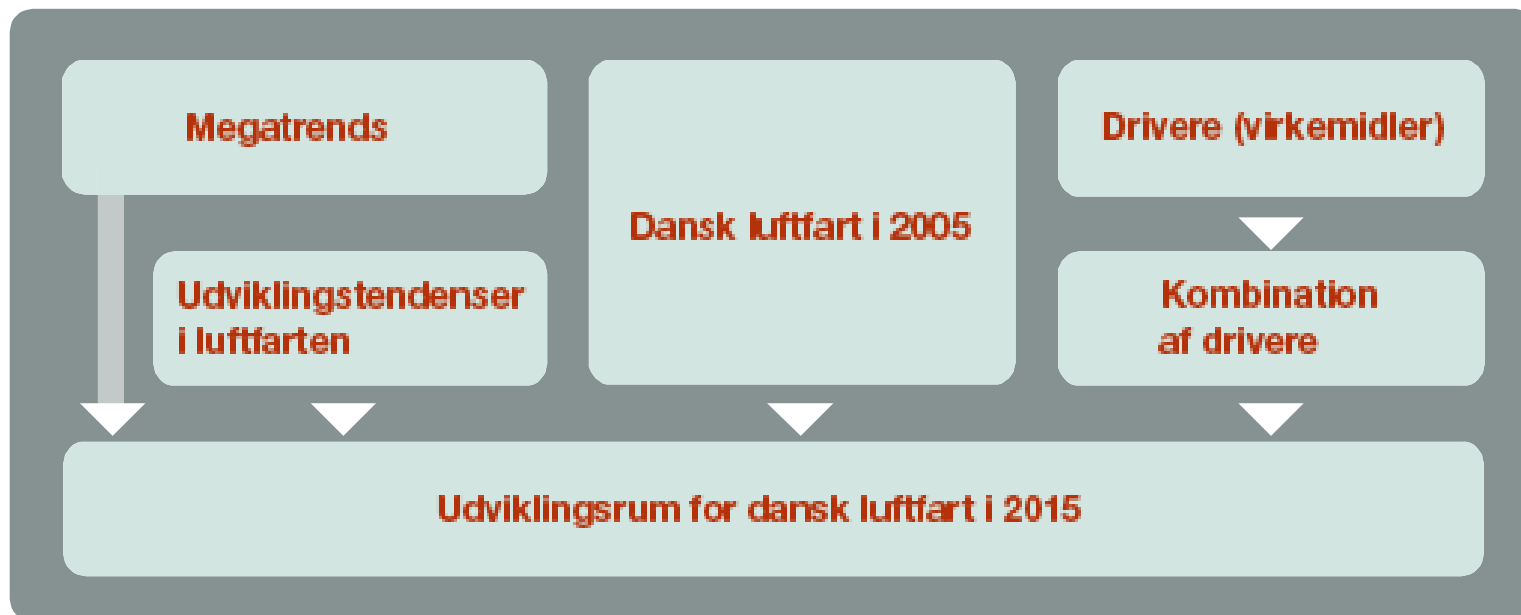 Megatrends
Udviklingstendenser
i luftfarten
Dansk luftfart i 2005
Drivere (virkemidler)
Kombination
af drivere
Udviklingsrum for dansk luftfart i 2015